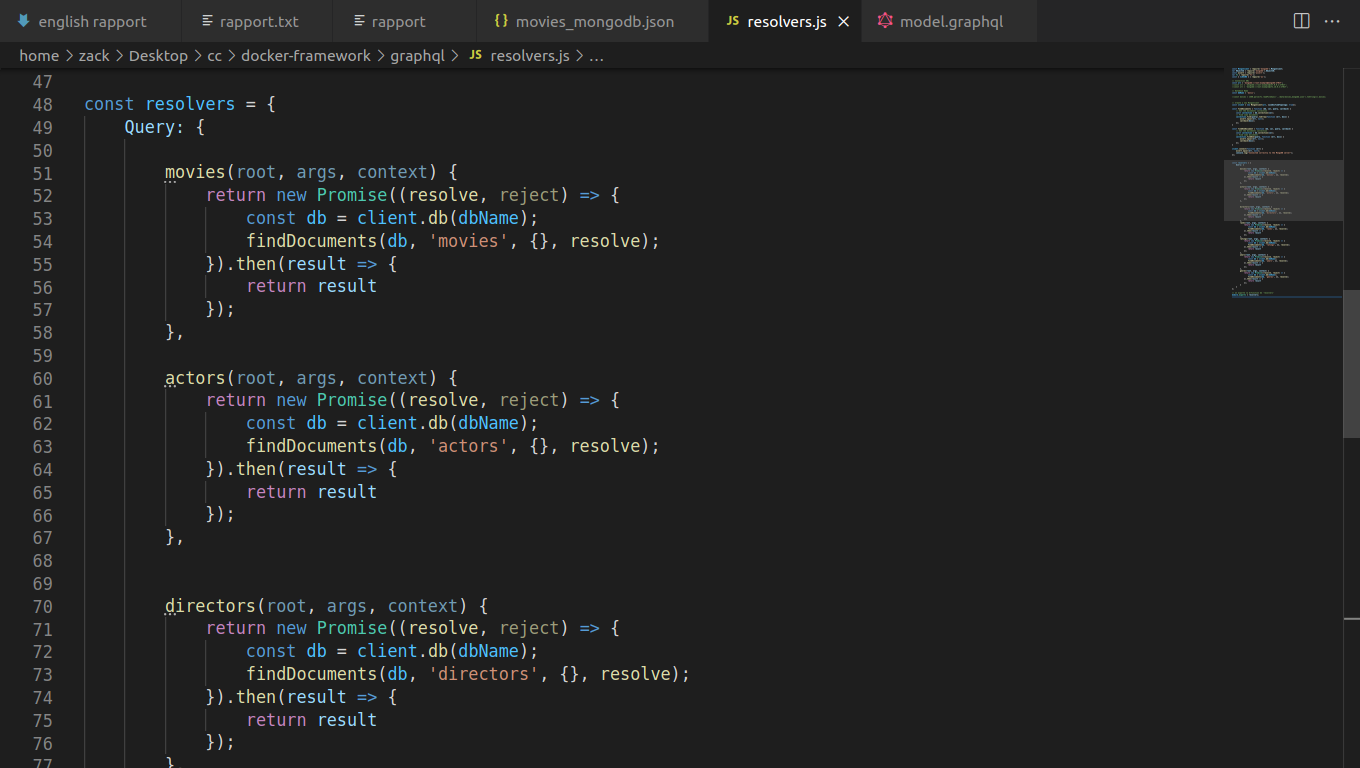 english rapport rapport.txt rapport {} movies_mongodb.json JS resolvers.js × model.graphql ...
home > zack > Desktop > cc > docker-framework > graphql > JS resolvers.js > ...
47
48 const resolvers = {
49     Query: {
50
51         movies(root, args, context) {
52             return new Promise((resolve, reject) => {
53                 const db = client.db(dbName);
54                 findDocuments(db, 'movies', {}, resolve);
55             }).then(result => {
56                 return result
57             });
58         },
59
60         actors(root, args, context) {
61             return new Promise((resolve, reject) => {
62                 const db = client.db(dbName);
63                 findDocuments(db, 'actors', {}, resolve);
64             }).then(result => {
65                 return result
66             });
67         },
68
69
70         directors(root, args, context) {
71             return new Promise((resolve, reject) => {
72                 const db = client.db(dbName);
73                 findDocuments(db, 'directors', {}, resolve);
74             }).then(result => {
75                 return result
76             });
77         }